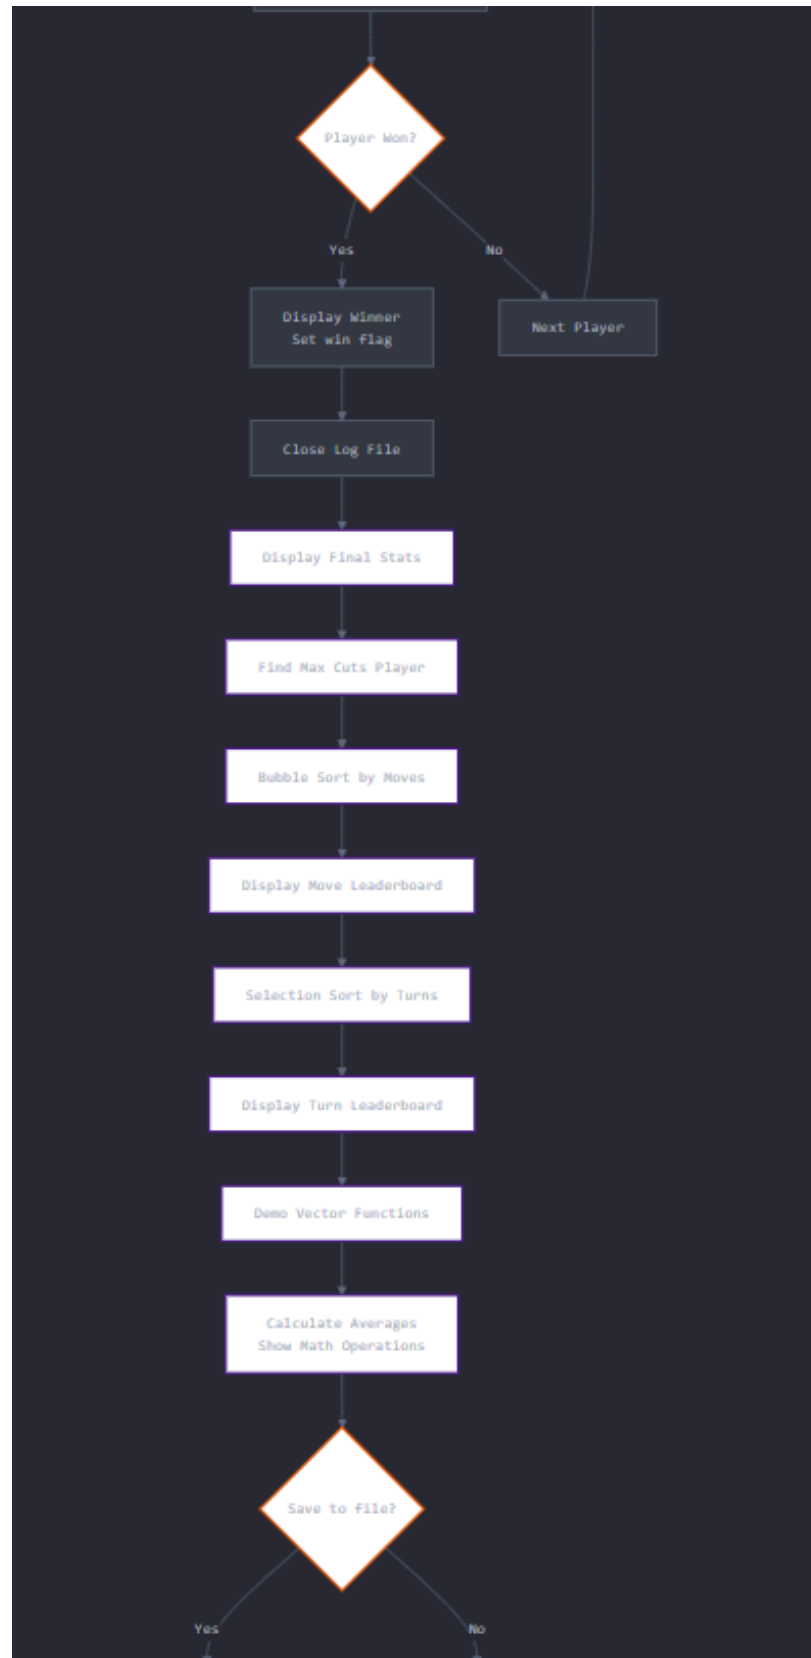 Player Won?
Yes
No
Display Winner
Set win flag
Next Player
Close Log File
Display Final Stats
Find Max Cuts Player
Bubble Sort by Moves
Display Move Leaderboard
Selection Sort by Turns
Display Turn Leaderboard
Demo Vector Functions
Calculate Averages
Show Math Operations
Save to file?
Yes
No